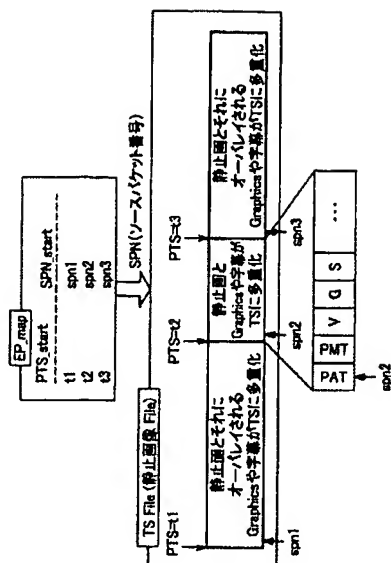 EP_map
PTS_start SPN_start
t1 spn1
t2 spn2
t3 spn3
SPN(ソースパケット番号)
TS File(静止画像 File)
PTS=t1
PTS=t2
PTS=t3
静止画とそれに
オーバレイされる
Graphicsや字幕がTSに多重化
静止画と
Graphicsや字幕が
TSに多重化
静止画とそれに
オーバレイされる
Graphicsや字幕がTSに多重化
spn1
spn2
spn3
PAT PMT V G S ...
spn2